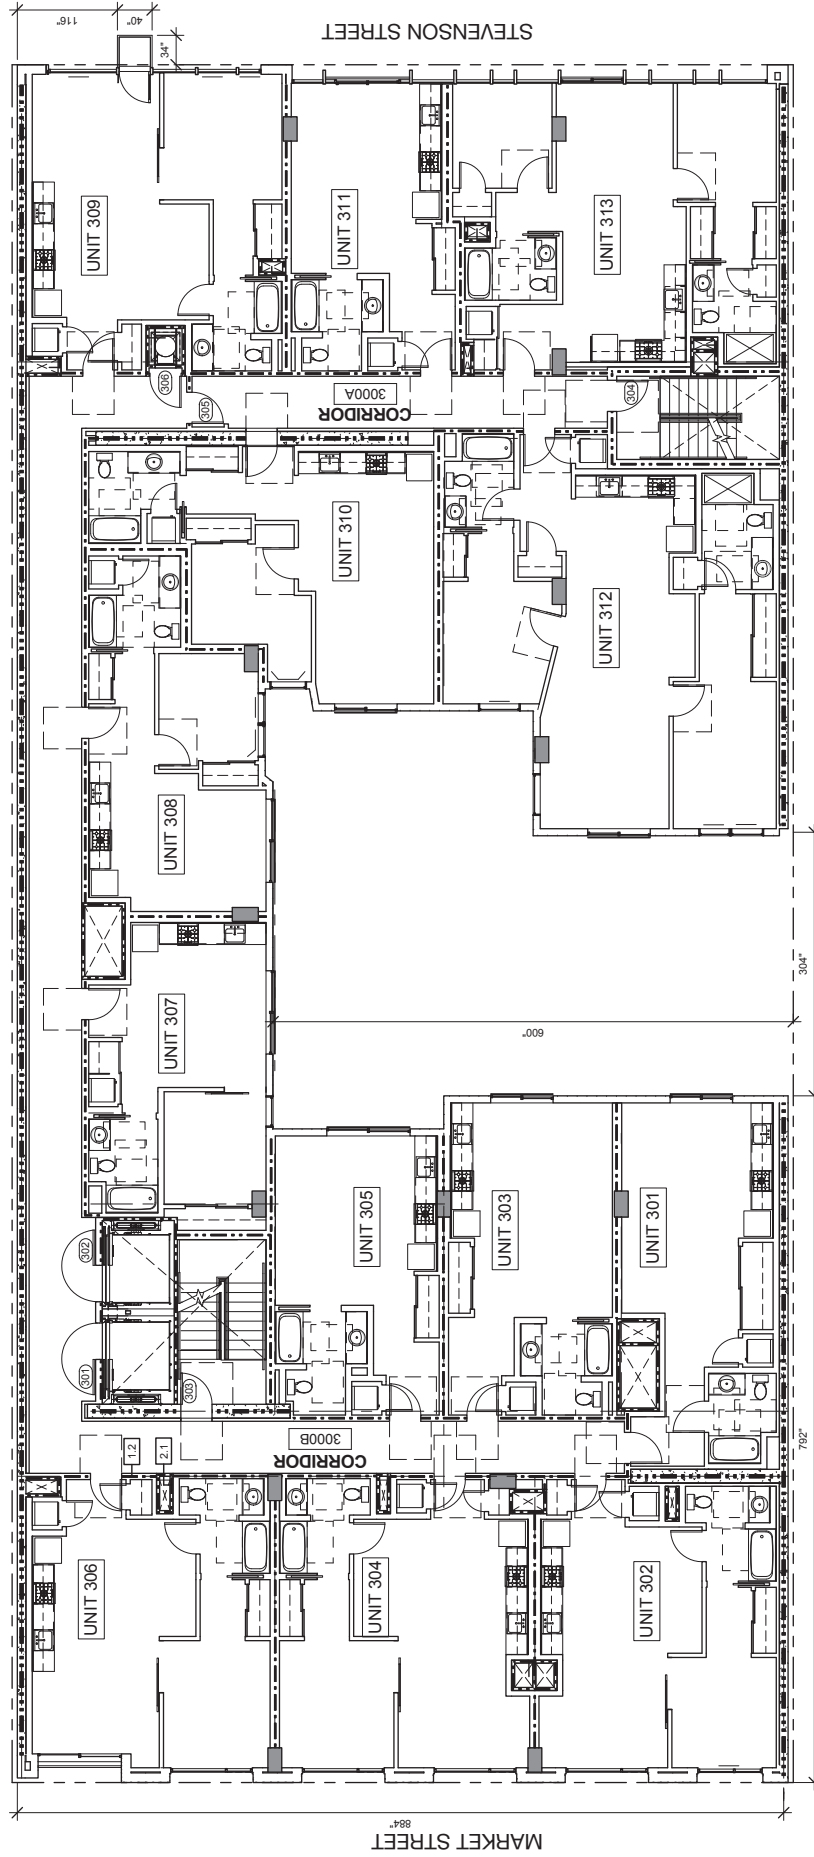 116"
40"
34"
STEVENSON STREET
UNIT 309
UNIT 311
UNIT 313
306
305
3000A
CORRIDOR
304
UNIT 310
UNIT 312
UNIT 308
UNIT 307
304"
600"
UNIT 305
UNIT 303
UNIT 301
302
301
303
3000B
CORRIDOR
1.2
2.1
792"
UNIT 306
UNIT 304
UNIT 302
884"
MARKET STREET